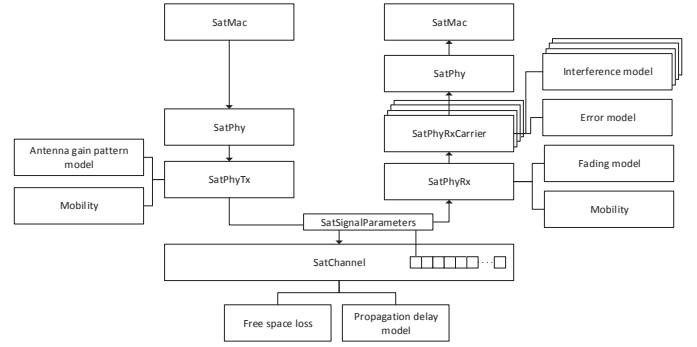 SatMac
SatMac
SatPhy
Interference model
SatPhy
SatPhyRxCarrier
Error model
Antenna gain pattern
model
SatPhyTx
SatPhyRx
Fading model
Mobility
Mobility
SatSignalParameters
SatChannel
Free space loss
Propagation delay
model